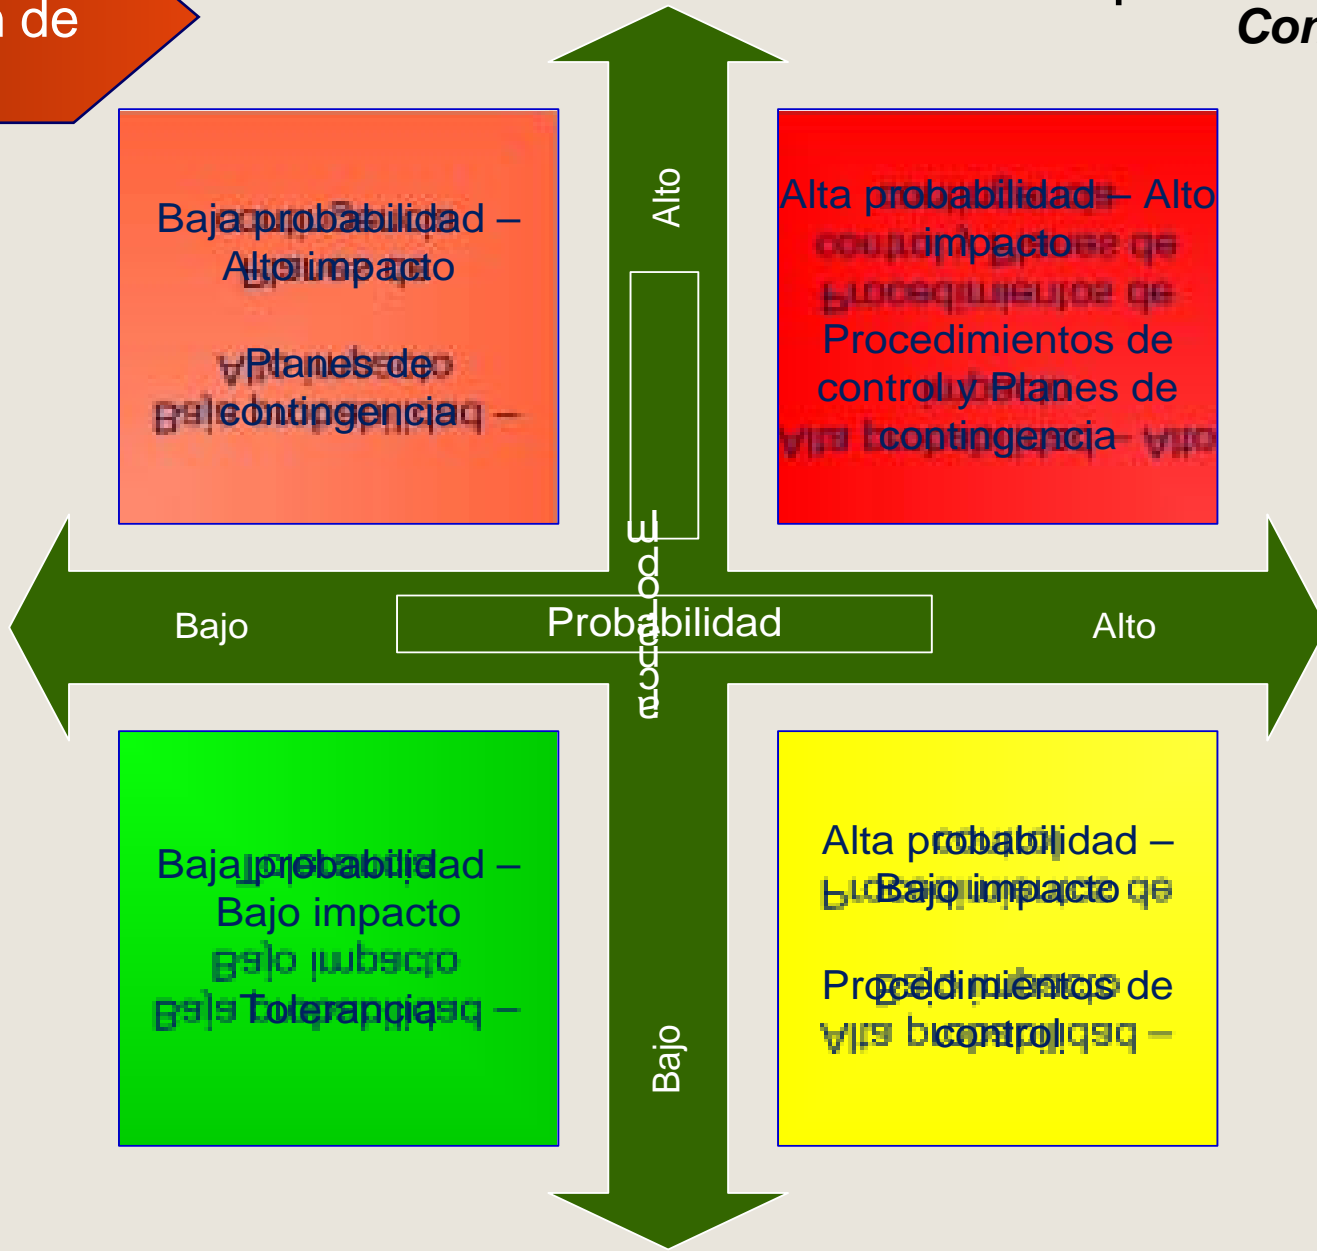 de
Cor
Alto
Baja probabilidad –
Alto impacto
Planes de
contingencia
Alta probabilidad – Alto
impacto
Procedimientos de
control y Planes de
contingencia
Bajo
Probabilidad
Alto
Baja probabilidad –
Bajo impacto
Tolerancia
Alta probabilidad –
Bajo impacto
Procedimientos de
control
Bajo